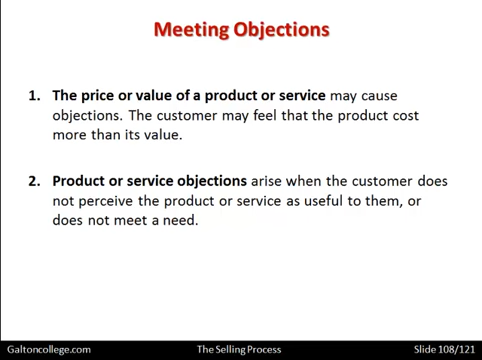 Meeting Objections
1. The price or value of a product or service may cause
objections. The customer may feel that the product cost
more than its value.
2. Product or service objections arise when the customer does
not perceive the product or service as useful to them, or
does not meet a need.
Galtoncollege.com The Selling Process Slide 108/121